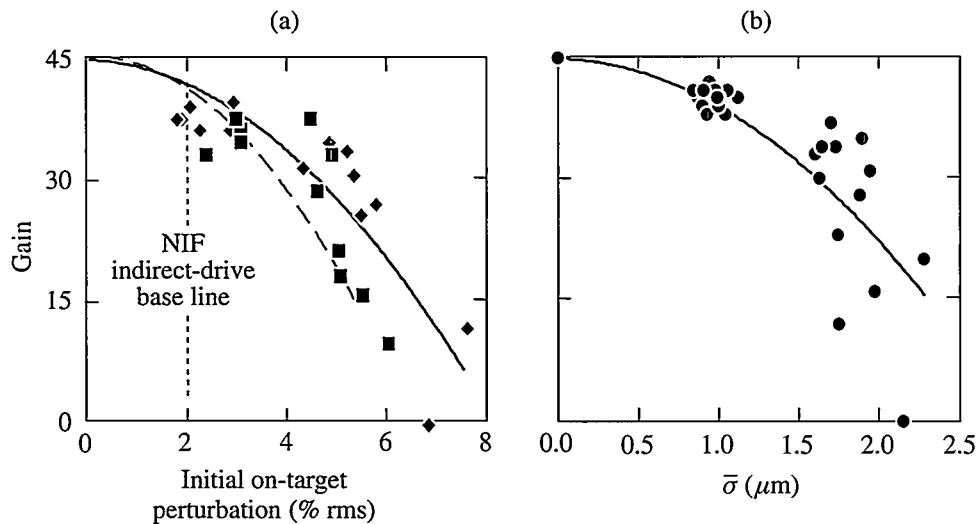 (a)
45
30
15
0
Gain
NIF
indirect-drive
base line
0 2 4 6 8
Initial on-target
perturbation (% rms)
(b)
0.0 0.5 1.0 1.5 2.0 2.5
σ̅ (μm)